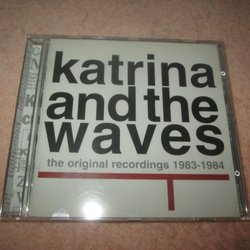 katrina
and the
waves
the original recordings 1983-1984